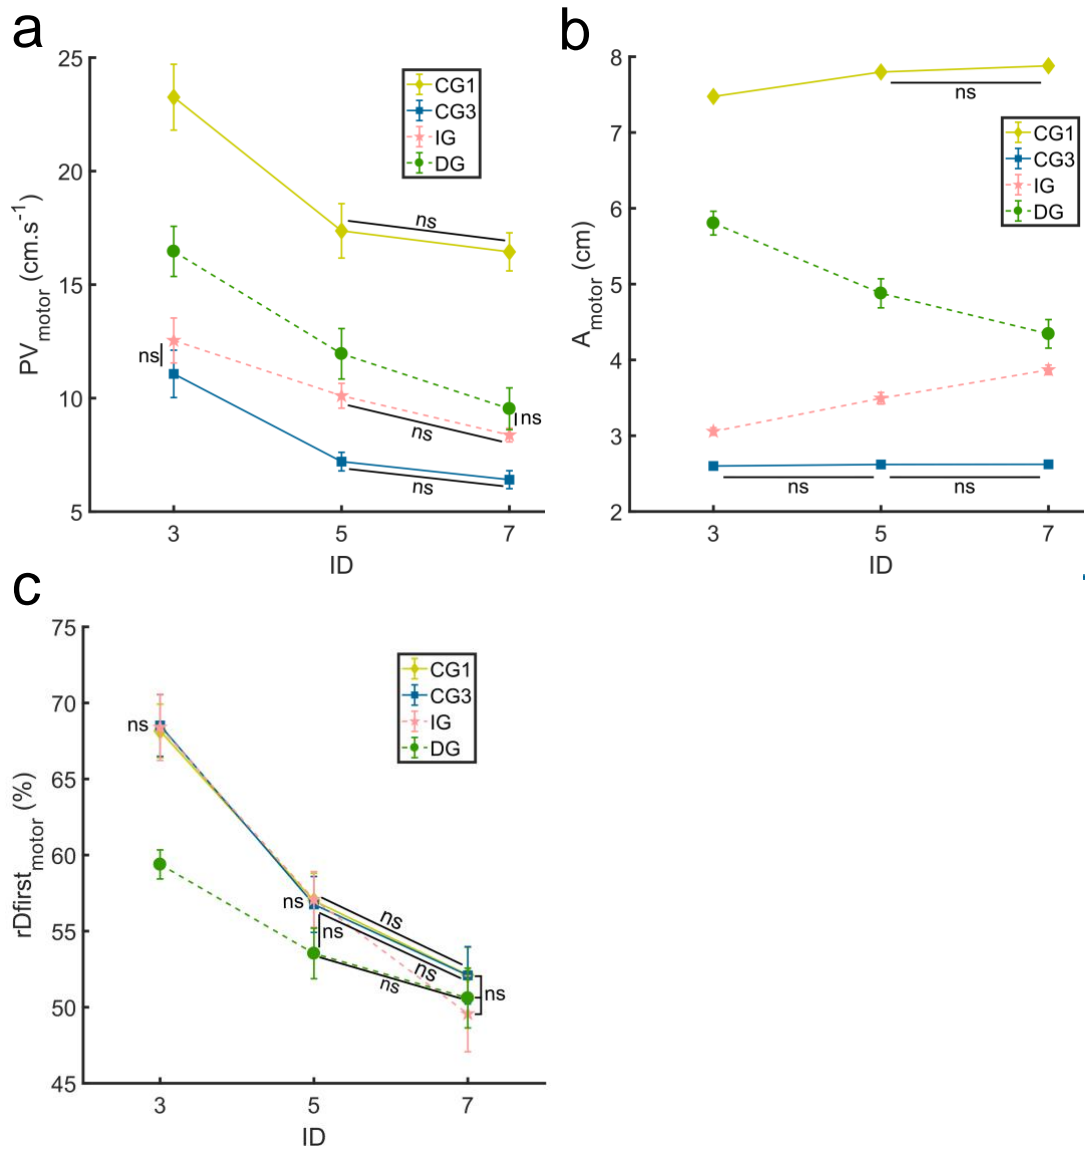 a
25
20
15
10
5
PV_motor (cm.s^-1)
CG1
CG3
IG
DG
ns
ns
ns
ns
ns
3
5
7
ID
b
8
7
6
5
4
3
2
A_motor (cm)
CG1
CG3
IG
DG
ns
ns
ns
3
5
7
ID
c
75
70
65
60
55
50
45
rDfirst_motor (%)
CG1
CG3
IG
DG
ns
ns
ns
ns
ns
ns
ns
3
5
7
ID